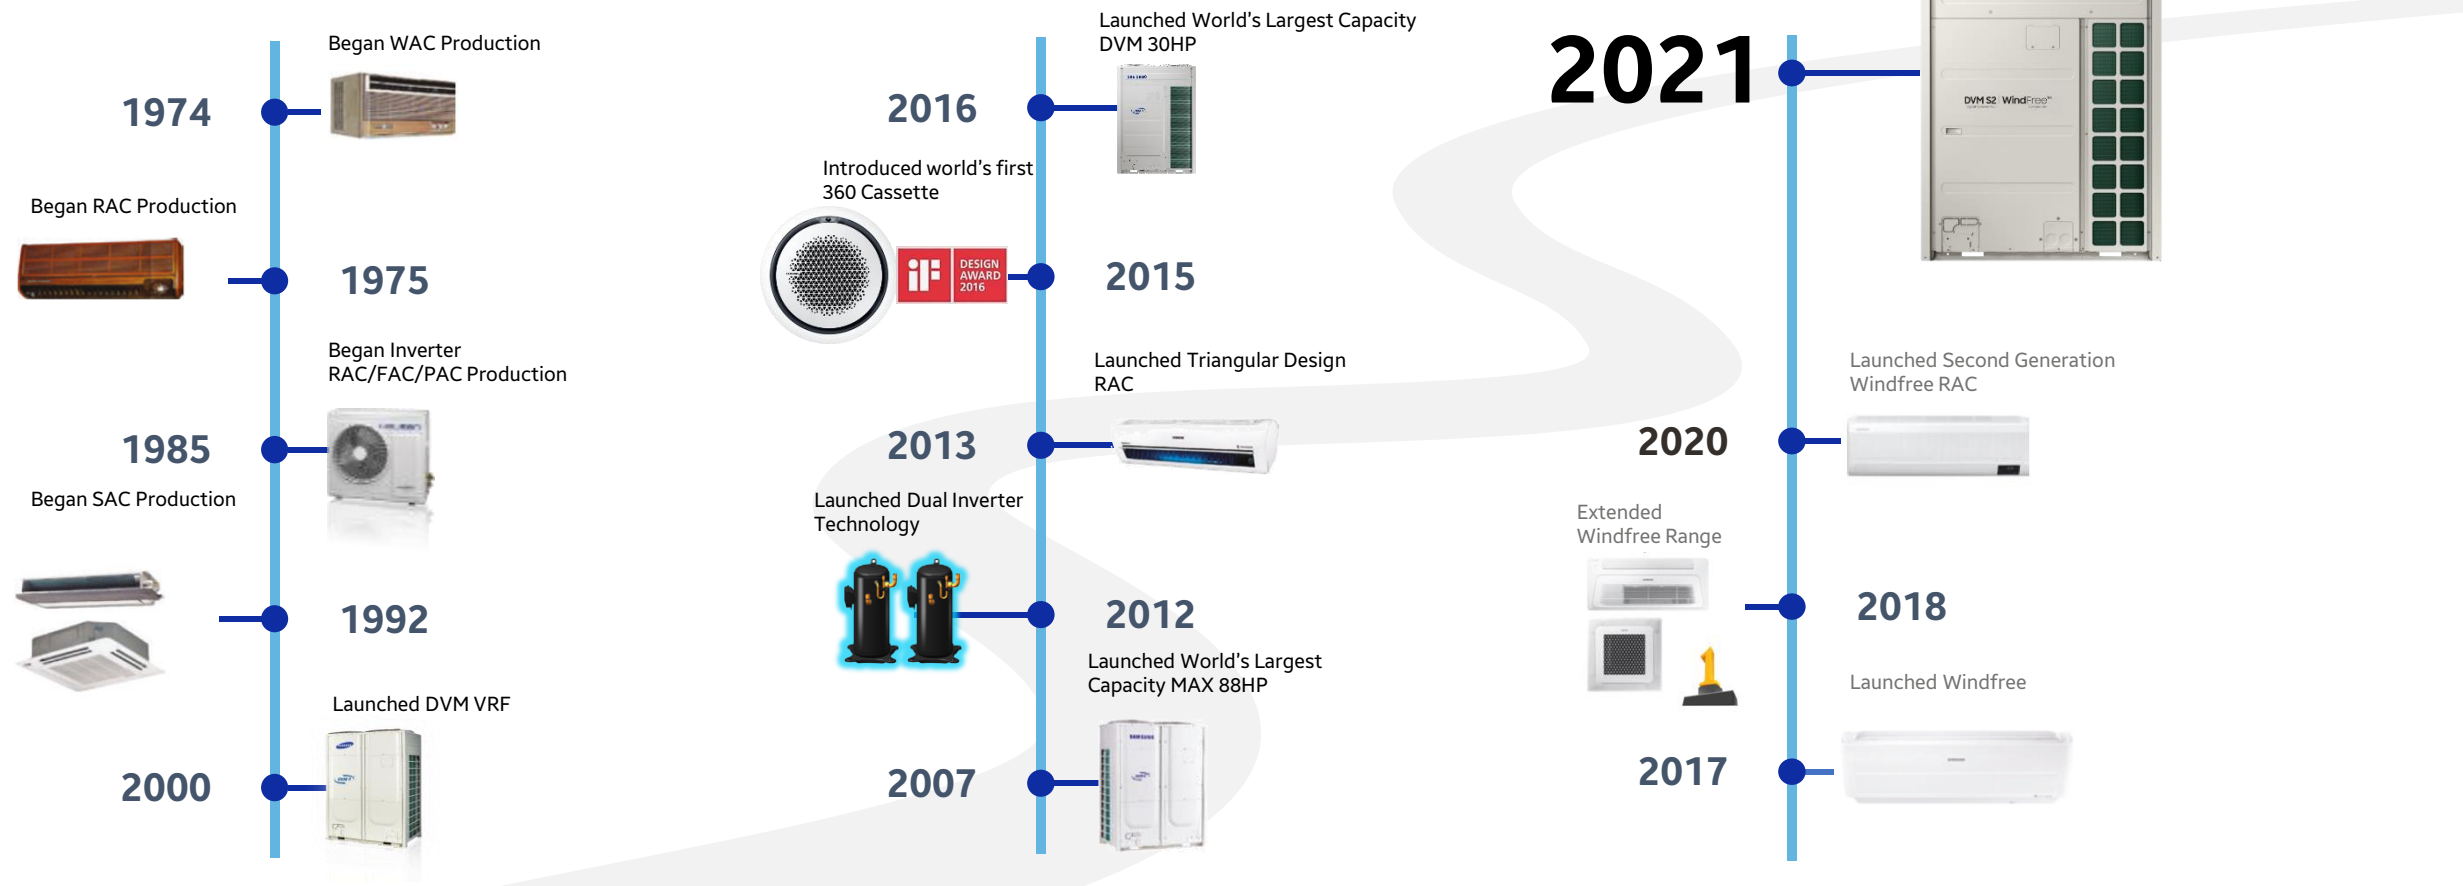 Began WAC Production
1974
Began RAC Production
1975
Began Inverter
RAC/FAC/PAC Production
1985
Began SAC Production
1992
Launched DVM VRF
2000
Launched World's Largest Capacity
DVM 30HP
2016
Introduced world's first
360 Cassette
iF
DESIGN
AWARD
2016
2015
Launched Triangular Design
RAC
2013
Launched Dual Inverter
Technology
2012
Launched World's Largest
Capacity MAX 88HP
SAMSUNG
2007
2021
DVM S2 WindFree™
Launched Second Generation
Windfree RAC
2020
Extended
Windfree Range
2018
Launched Windfree
2017